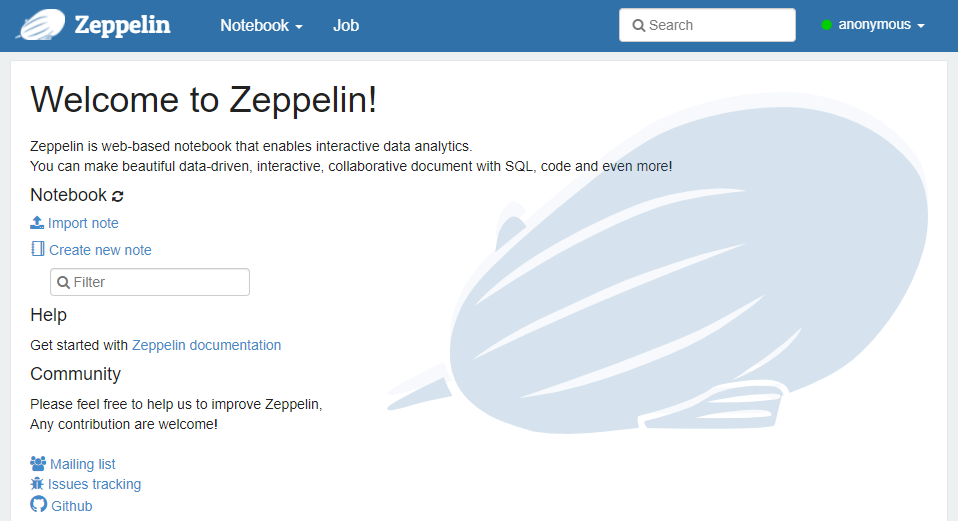 Zeppelin Notebook Job Search anonymous
Welcome to Zeppelin!
Zeppelin is web-based notebook that enables interactive data analytics.
You can make beautiful data-driven, interactive, collaborative document with SQL, code and even more!
Notebook
Import note
Create new note
Filter
Help
Get started with Zeppelin documentation
Community
Please feel free to help us to improve Zeppelin,
Any contribution are welcome!
Mailing list
Issues tracking
Github